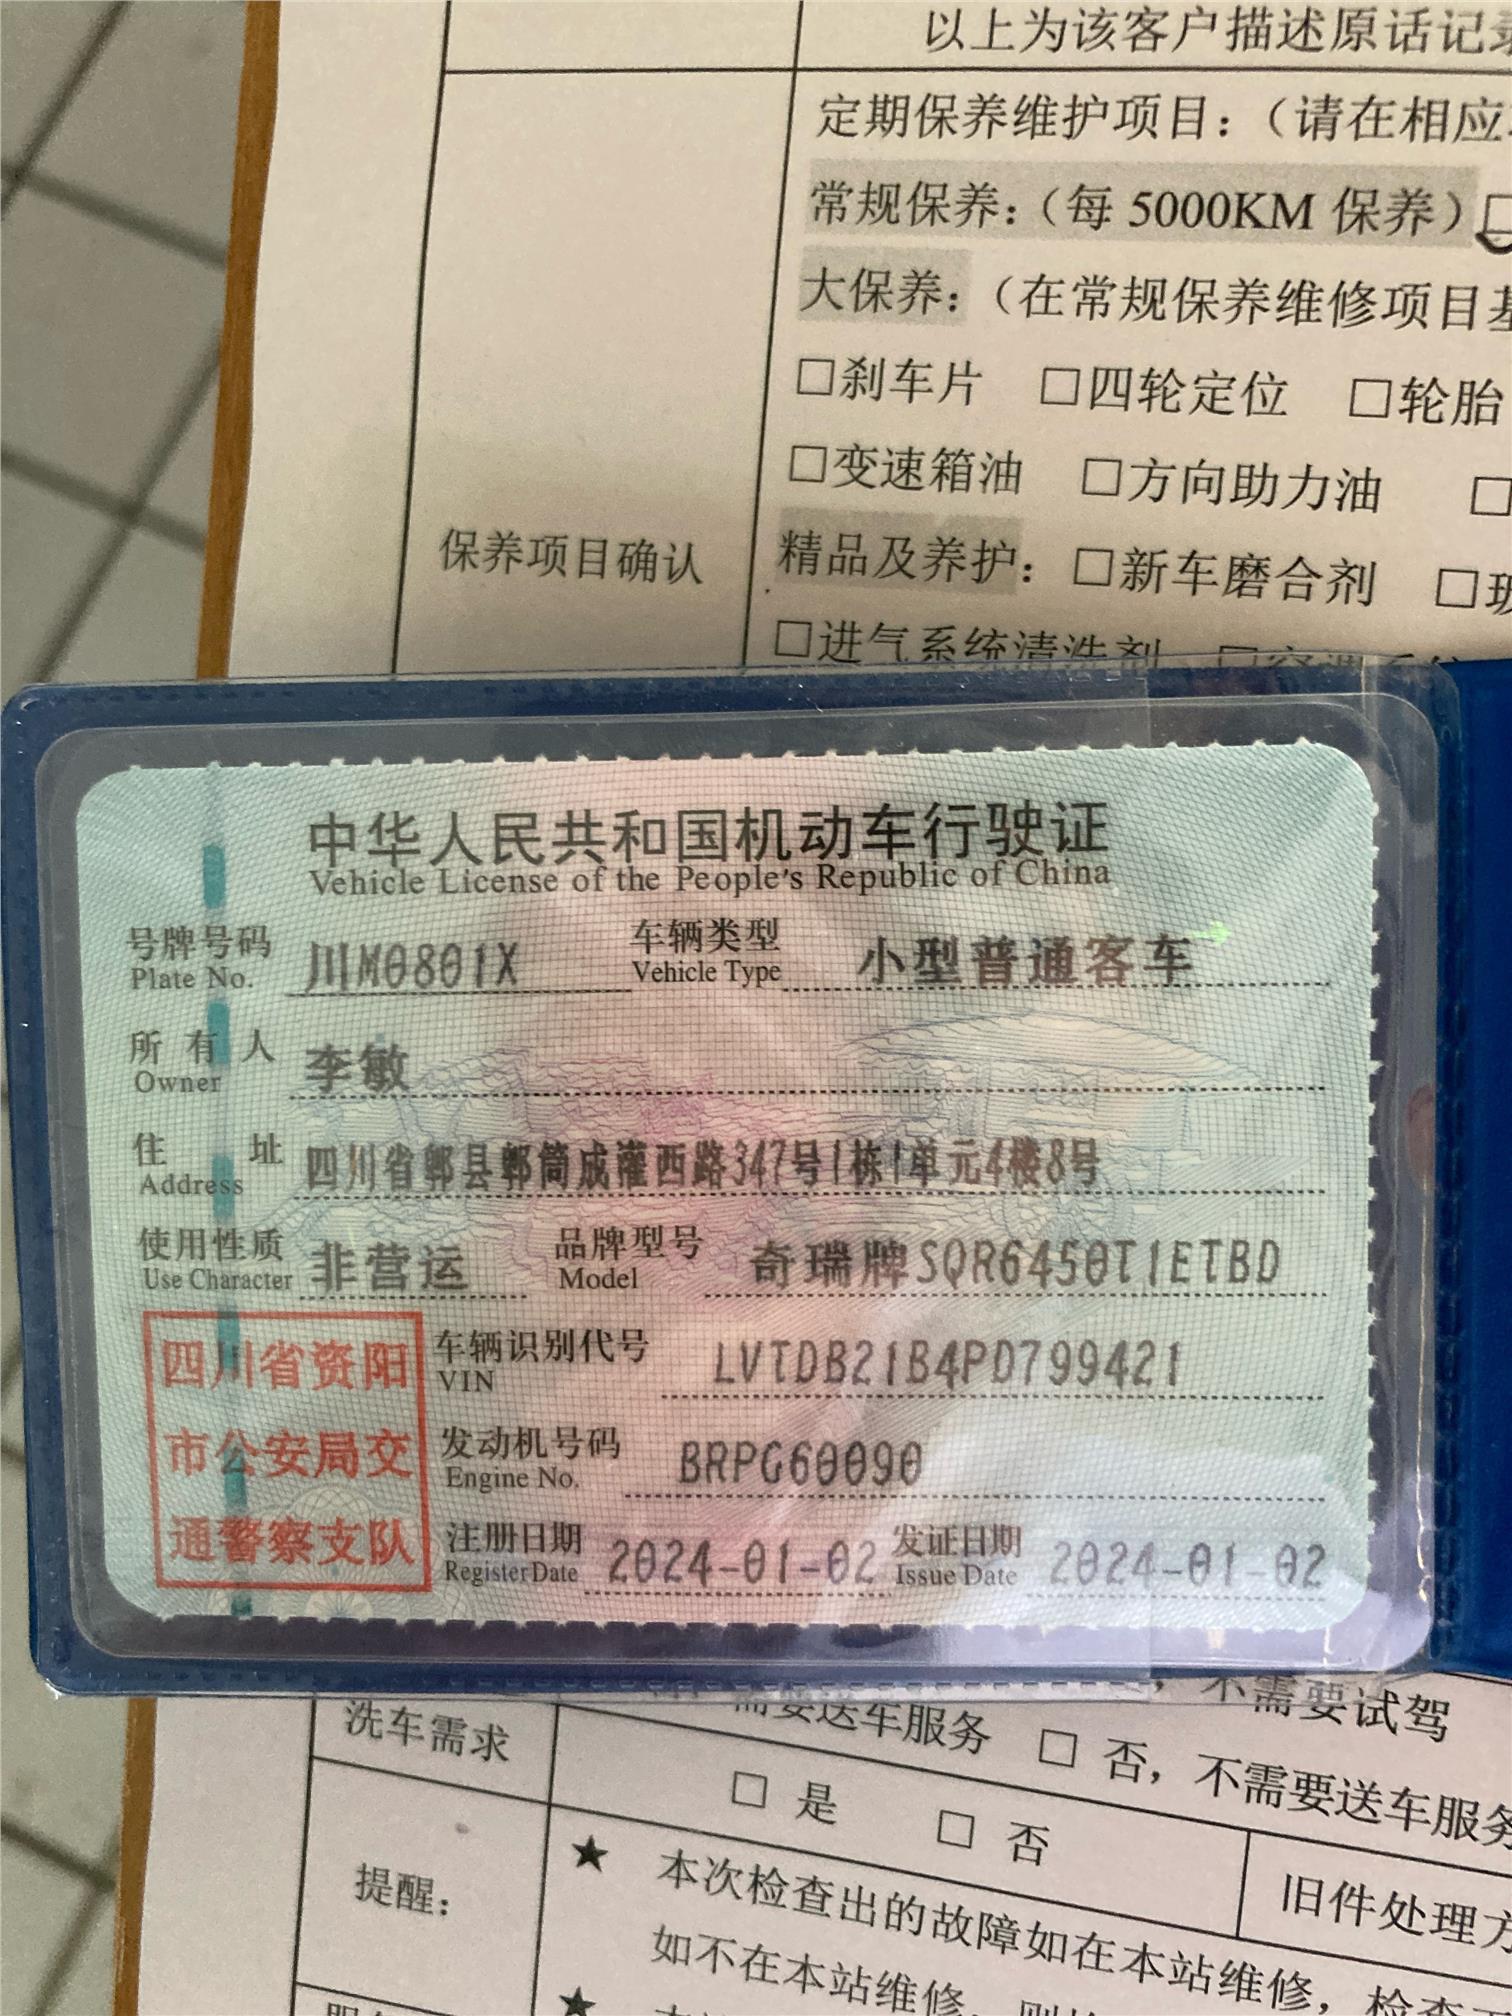 以上为该客户描述原话记
定期保养维护项目：（请在相应
常规保养：（每 5000KM 保养）□
大保养：（在常规保养维修项目
□刹车片 □四轮定位 □轮胎
□变速箱油 □方向助力油 □
保养项目确认
精品及养护：□新车磨合剂 □
□进气系统清洗剂
中华人民共和国机动车行驶证
Vehicle License of the People's Republic of China
号牌号码 川M0801X 车辆类型 小型普通客车
Plate No. Vehicle Type
所有人 李敏
Owner
住址 四川省郫县郫筒成灌西路347号1栋1单元4楼8号
Address
使用性质 非营运 品牌型号 奇瑞牌SQR6450T1ETBD
Use Character Model
四川省资阳
市公安局交
通警察支队
车辆识别代号 LVTDB21B4PD799421
VIN
发动机号码 BRPG60090
Engine No.
注册日期 2024-01-02 发证日期 2024-01-02
Register Date Issue Date
，不需要试驾
需要送车服务 □ 否，不需要送车服务
洗车需求
□ 是 □ 否
旧件处理
提醒：
★ 本次检查出的故障如在本站维修，检查
如不在本站维修，
★